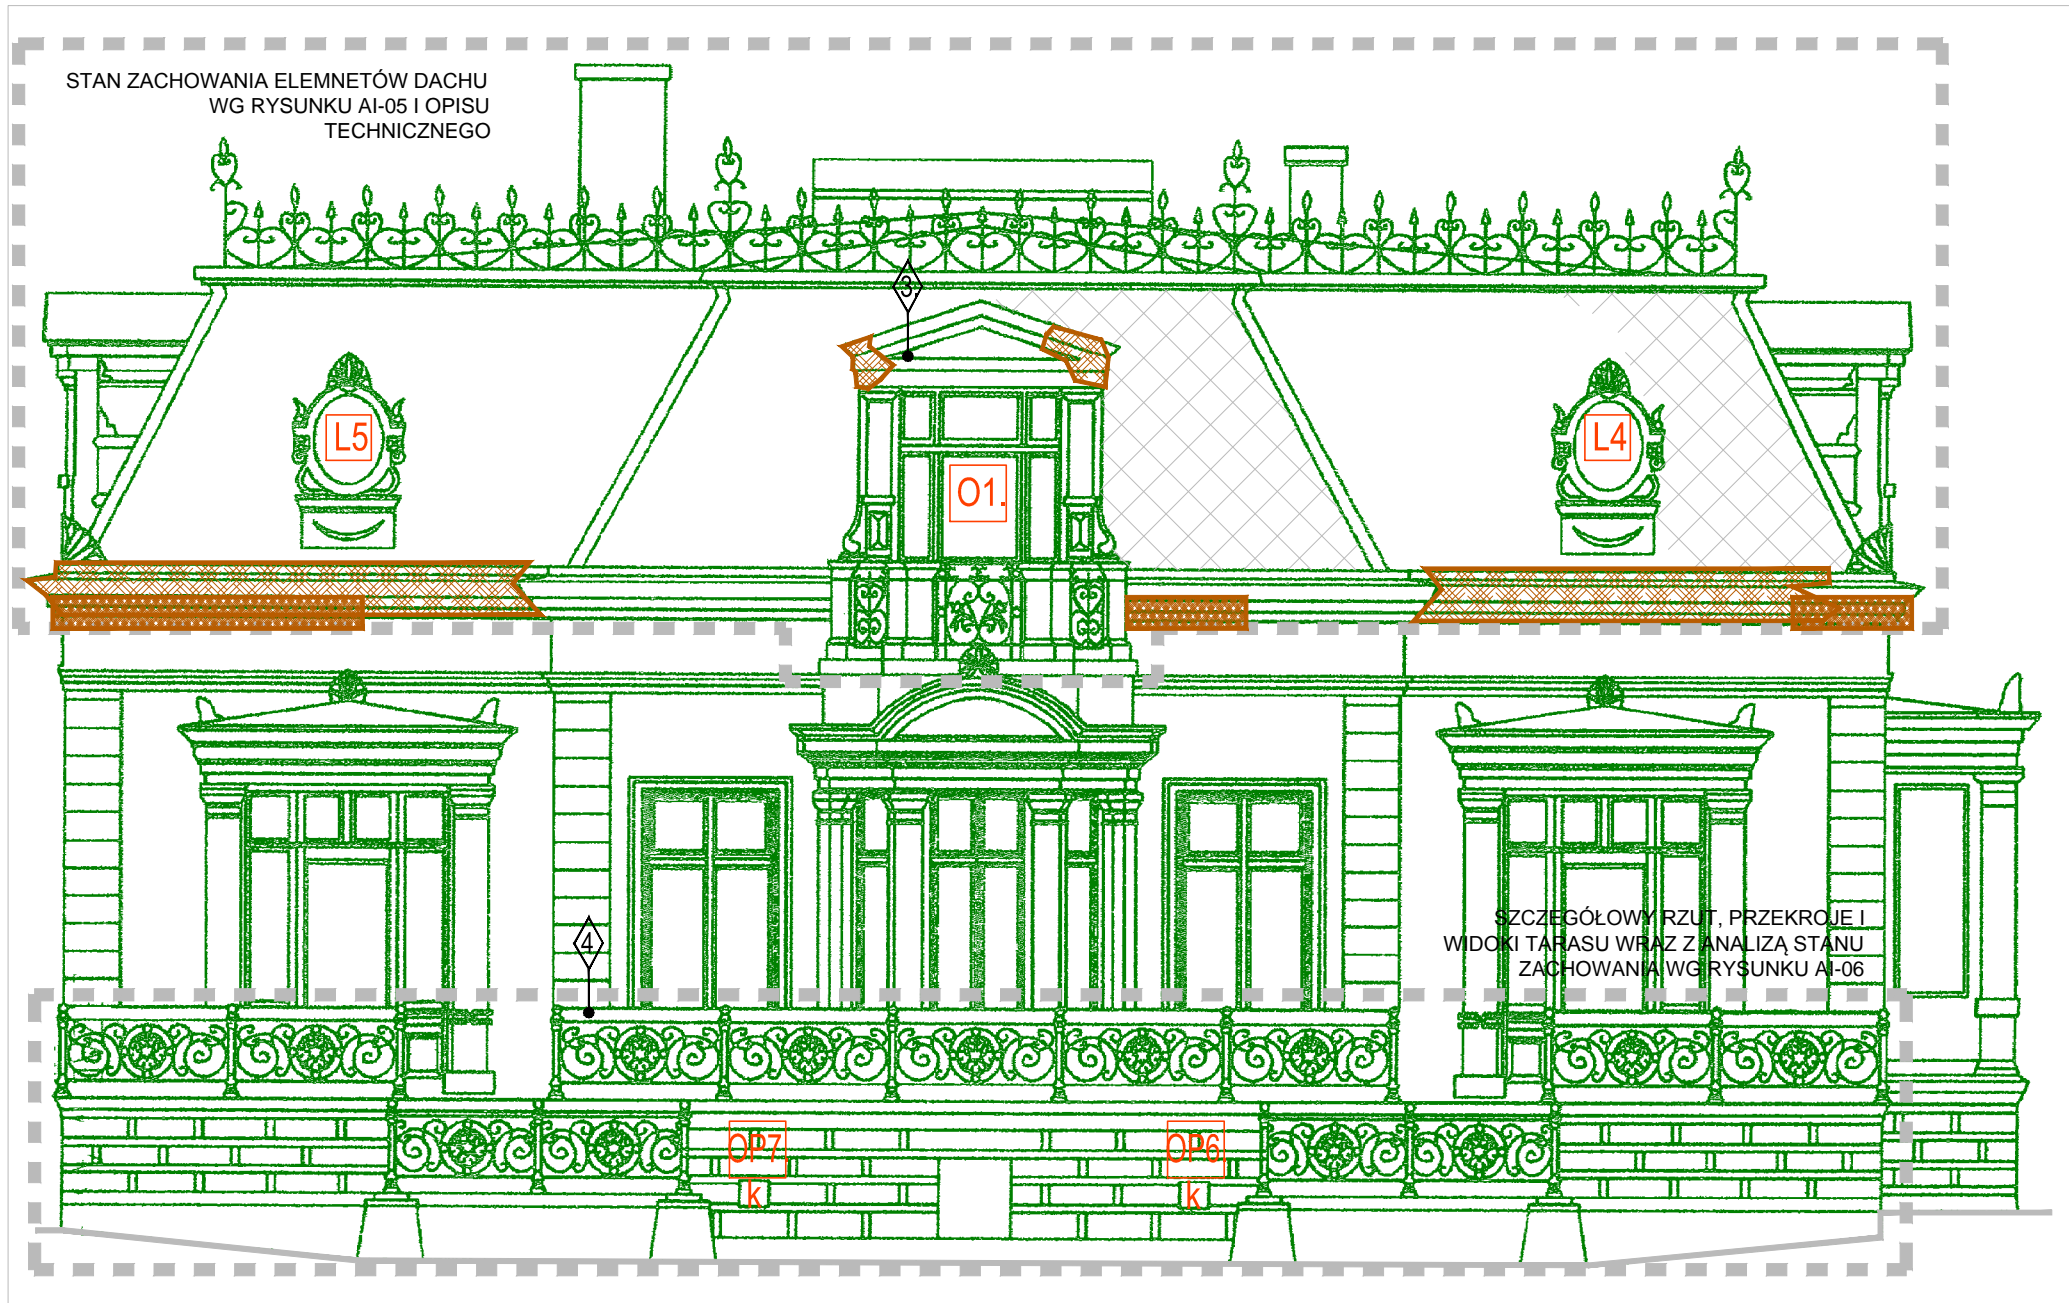 STAN ZACHOWANIA ELEMNETÓW DACHU
WG RYSUNKU AI-05 I OPISU
TECHNICZNEGO
3
L5
L4
O1.
4
SZCZEGÓŁOWY RZUT, PRZEKROJE I
WIDOKI TARASU WRAZ Z ANALIZĄ STANU
ZACHOWANIA WG RYSUNKU AI-06
OP7
OP6
k
k